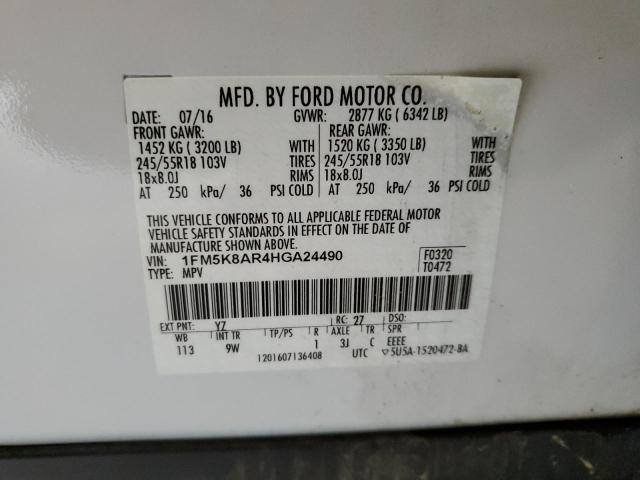 MFD. BY FORD MOTOR CO.
DATE: 07/16 GVWR: 2877 KG ( 6342 LB)
FRONT GAWR: REAR GAWR:
1452 KG ( 3200 LB) WITH 1520 KG ( 3350 LB) WITH
245/55R18 103V TIRES 245/55R18 103V TIRES
18x8.0J RIMS 18x8.0J RIMS
AT 250 kPa/ 36 PSI COLD AT 250 kPa/ 36 PSI COLD
THIS VEHICLE CONFORMS TO ALL APPLICABLE FEDERAL MOTOR
VEHICLE SAFETY STANDARDS IN EFFECT ON THE DATE OF
MANUFACTURE SHOWN ABOVE.
VIN: 1FM5K8AR4HGA24490 F0320
TYPE: MPV T0472
EXT PNT: YZ RC: 27 DSO:
WB INT TR TP/PS R AXLE TR SPR
113 9W 1 3J C EEEE
1201607136408 UTC ▽5U5A-1520472-BA